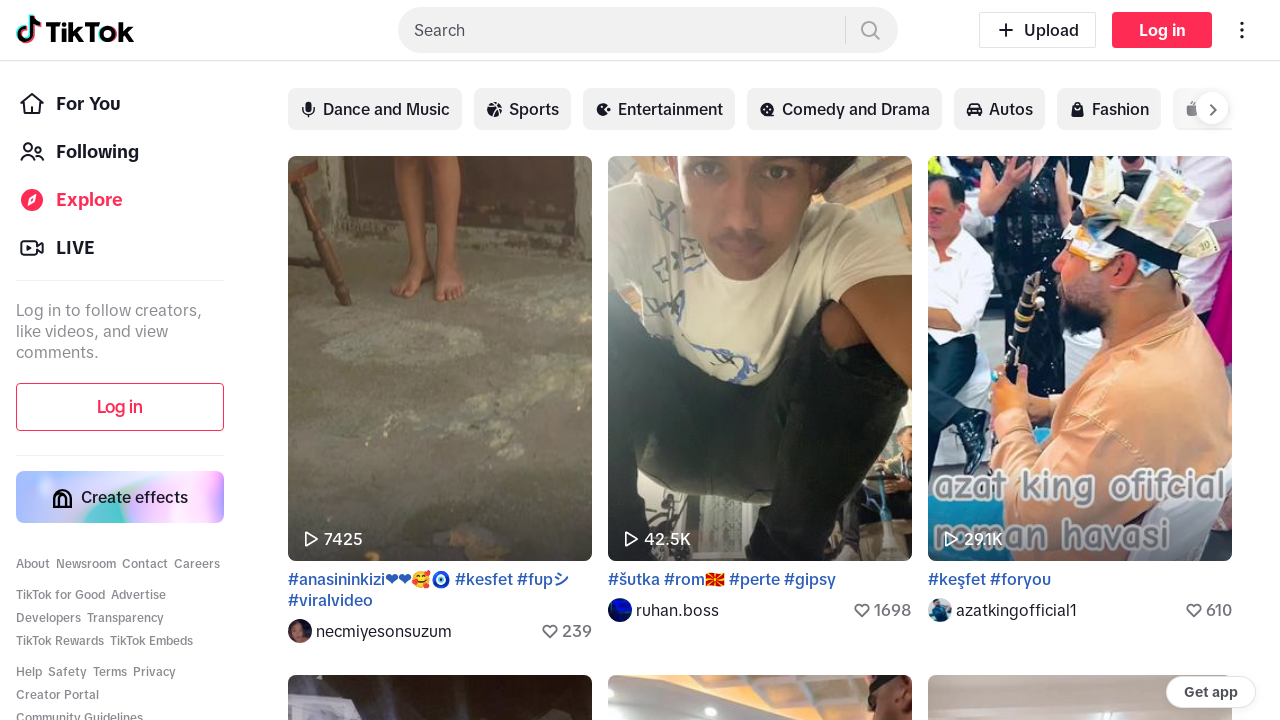 TikTok
Search
Upload
Log in
For You
Following
Explore
LIVE
Log in to follow creators,
like videos, and view
comments.
Log in
Create effects
About Newsroom Contact Careers
TikTok for Good Advertise
Developers Transparency
TikTok Rewards TikTok Embeds
Help Safety Terms Privacy
Creator Portal
Community Guidelines
Dance and Music
Sports
Entertainment
Comedy and Drama
Autos
Fashion
7425
#anasininkizi❤❤🥰🧿 #kesfet #fupシ
#viralvideo
necmiyesonsuzum
239
42.5K
#šutka #rom🇲🇰 #perte #gipsy
ruhan.boss
1698
azat king ofifcial
roman havasi
29.1K
#keşfet #foryou
azatkingofficial1
610
Get app